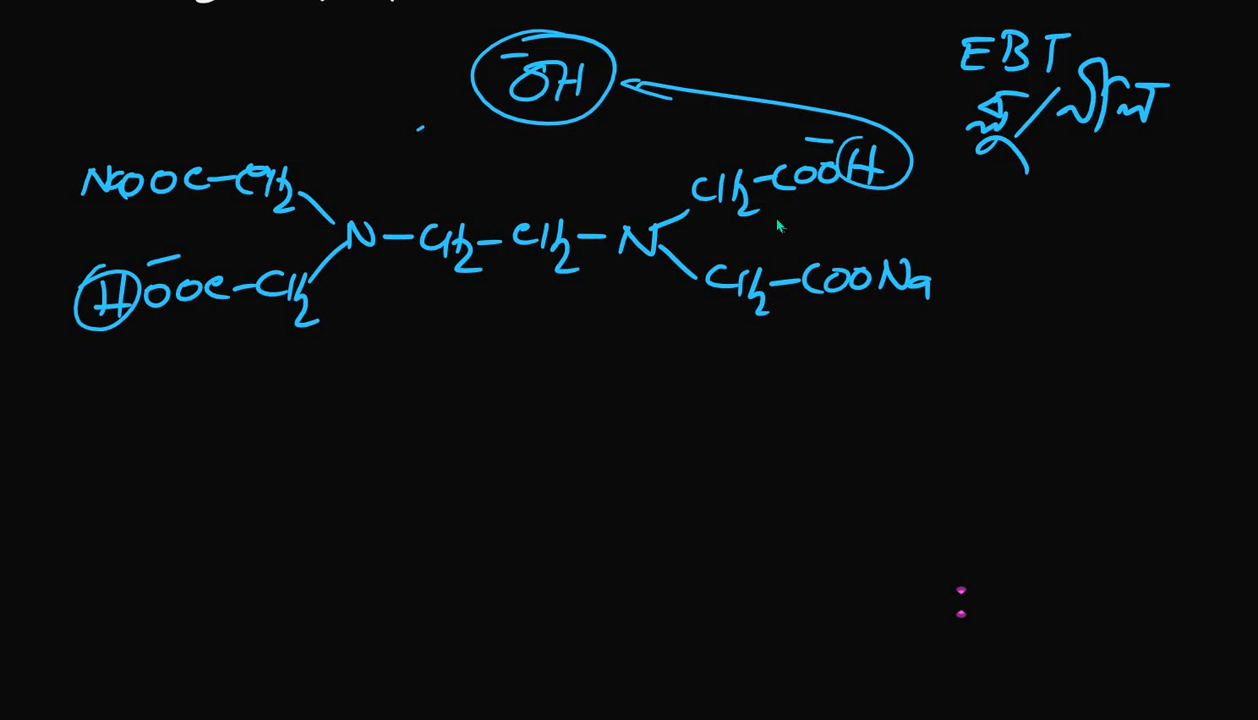 EBT
ব্লু/নীল
ŌH
NaOOC-CH2 CH2-COOH
N-CH2-CH2-N
HOOC-CH2 CH2-COONa